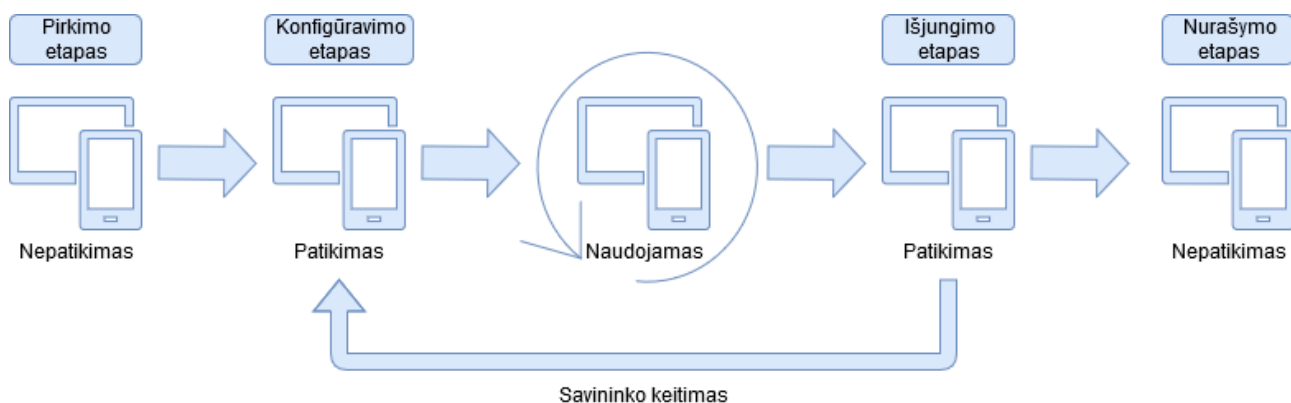 Pirkimo
etapas
Konfigūravimo
etapas
Išjungimo
etapas
Nurašymo
etapas
Nepatikimas
Patikimas
Naudojamas
Patikimas
Nepatikimas
Savininko keitimas